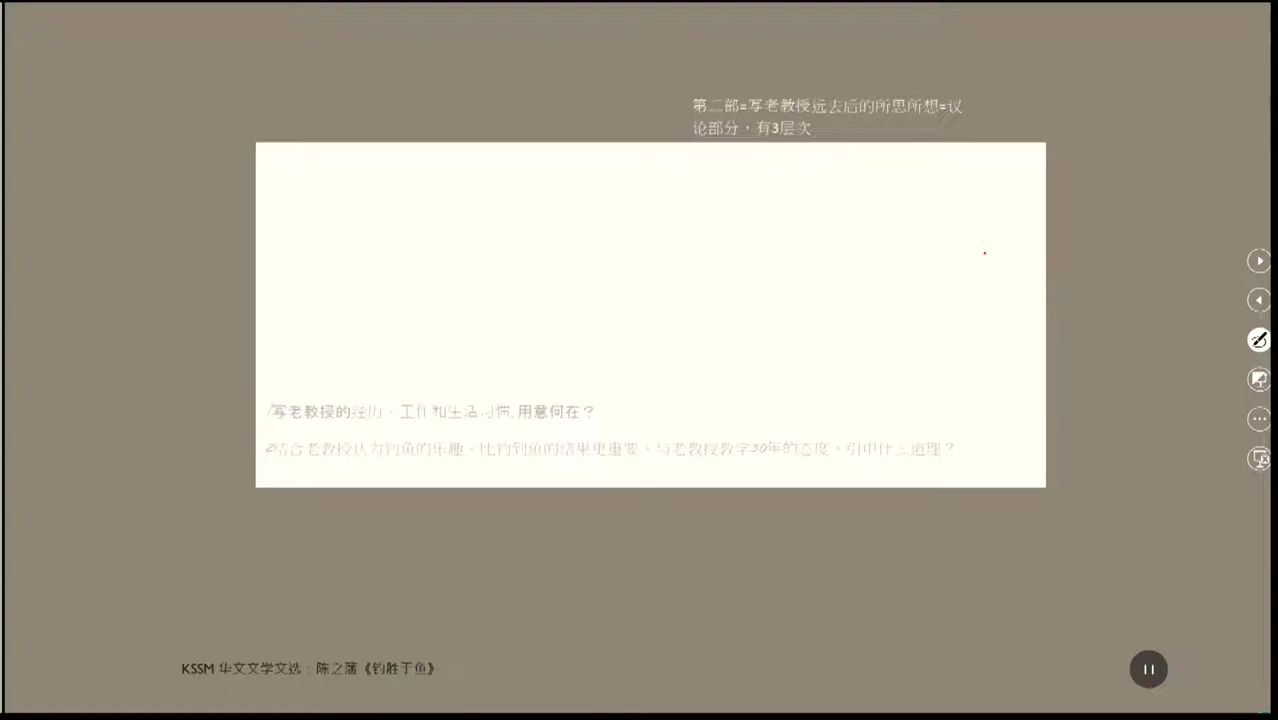 第二部=写老教授远去后的所思所想=议
论部分，有3层次
写老教授的经历、工作和生活习惯,用意何在？
2结合老教授认为钓鱼的乐趣，比钓到鱼的结果更重要，与老教授教学30年的态度，引申什么道理？
KSSM 华文文学文选：陈之藩《钓胜于鱼》
11